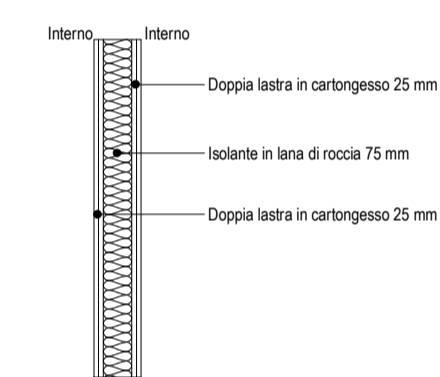 Interno Interno
Doppia lastra in cartongesso 25 mm
Isolante in lana di roccia 75 mm
Doppia lastra in cartongesso 25 mm